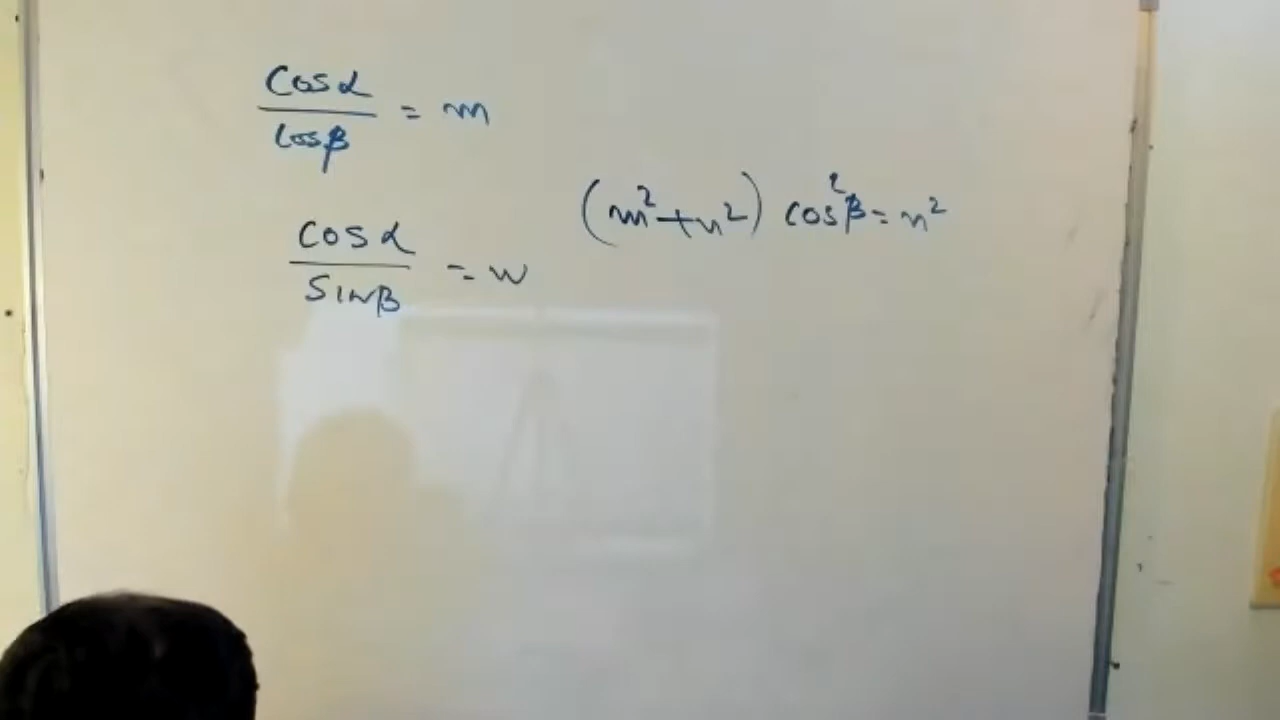 cosα/cosβ = m
(m²+n²) cos²β = n²
cosα/sinβ = n